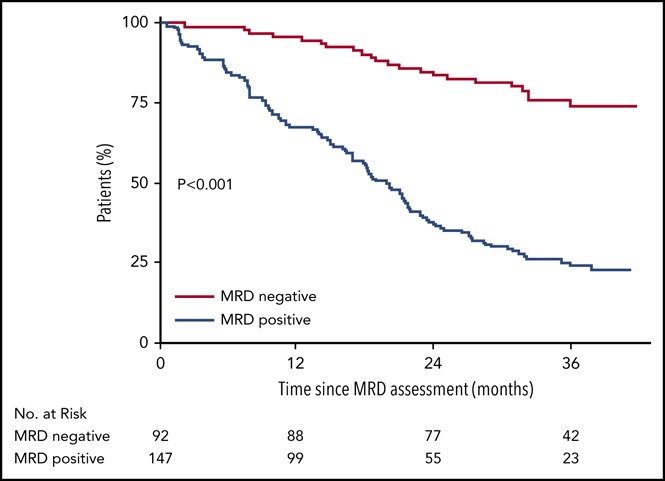 100
75
50
25
0
Patients (%)
P<0.001
MRD negative
MRD positive
0 12 24 36
Time since MRD assessment (months)
No. at Risk
MRD negative 92 88 77 42
MRD positive 147 99 55 23